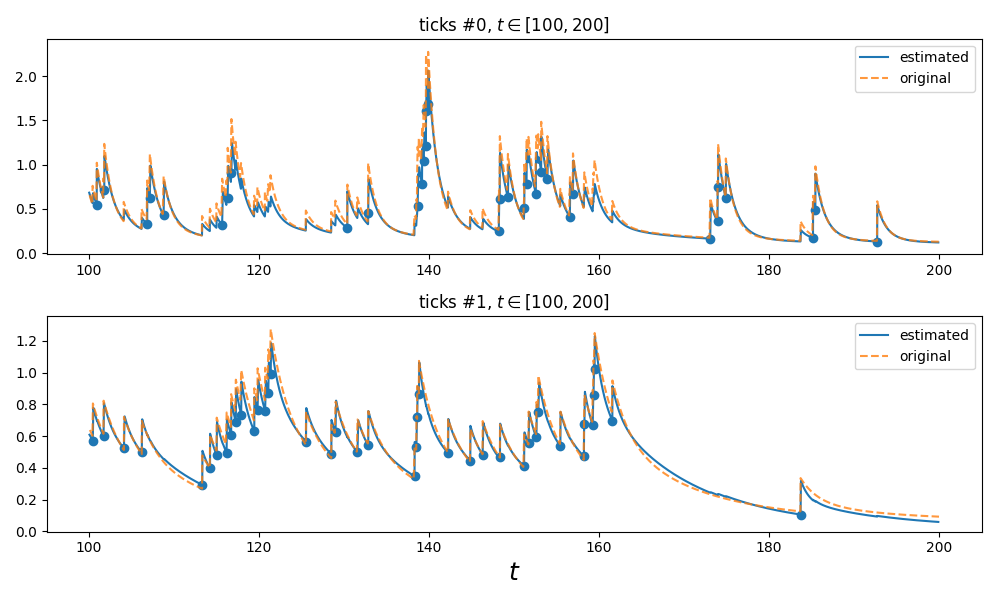 ticks #0, t ∈ [100, 200]
estimated
original
2.0
1.5
1.0
0.5
0.0
100 120 140 160 180 200
ticks #1, t ∈ [100, 200]
estimated
original
1.2
1.0
0.8
0.6
0.4
0.2
0.0
100 120 140 160 180 200
t